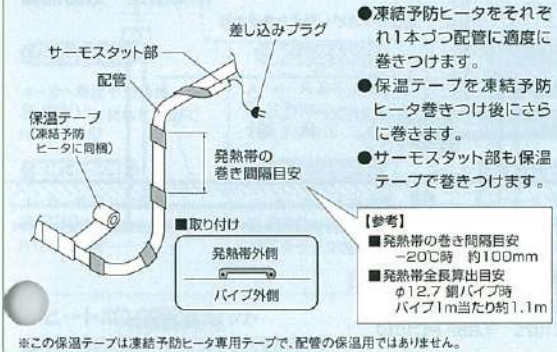 サーモスタット部
差し込みプラグ
配管
保温テープ
(凍結予防
ヒータに同梱)
発熱帯の
巻き間隔目安
■取り付け
発熱帯外側
パイプ外側
●凍結予防ヒータをそれぞ
れ1本づつ配管に適度に
巻きつけます。
●保温テープを凍結予防
ヒータ巻きつけ後にさら
に巻きます。
●サーモスタット部も保温
テープで巻きつけます。
【参考】
■発熱帯の巻き間隔目安
−20℃時 約100mm
■発熱帯全長算出目安
φ12.7 銅パイプ時
パイプ1m当たり約1.1m
※この保温テープは凍結予防ヒータ専用テープで、配管の保温用ではありません。